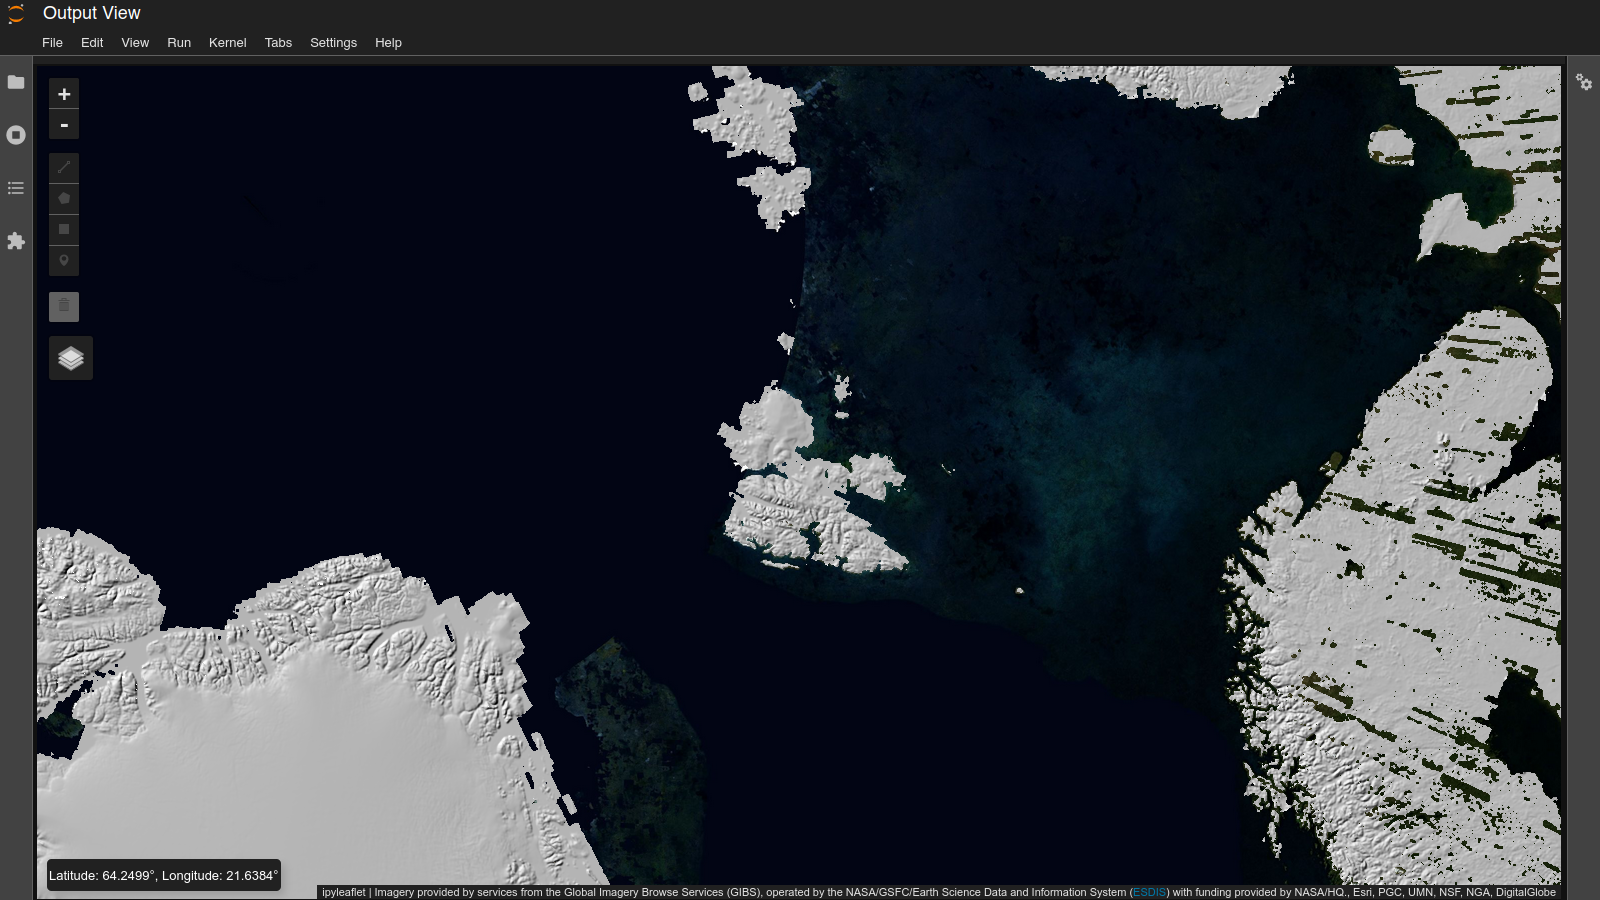 Output View
File Edit View Run Kernel Tabs Settings Help
+
-
Latitude: 64.2499°, Longitude: 21.6384°
ipyleaflet | Imagery provided by services from the Global Imagery Browse Services (GIBS), operated by the NASA/GSFC/Earth Science Data and Information System (ESDIS) with funding provided by NASA/HQ., Esri, PGC, UMN, NSF, NGA, DigitalGlobe